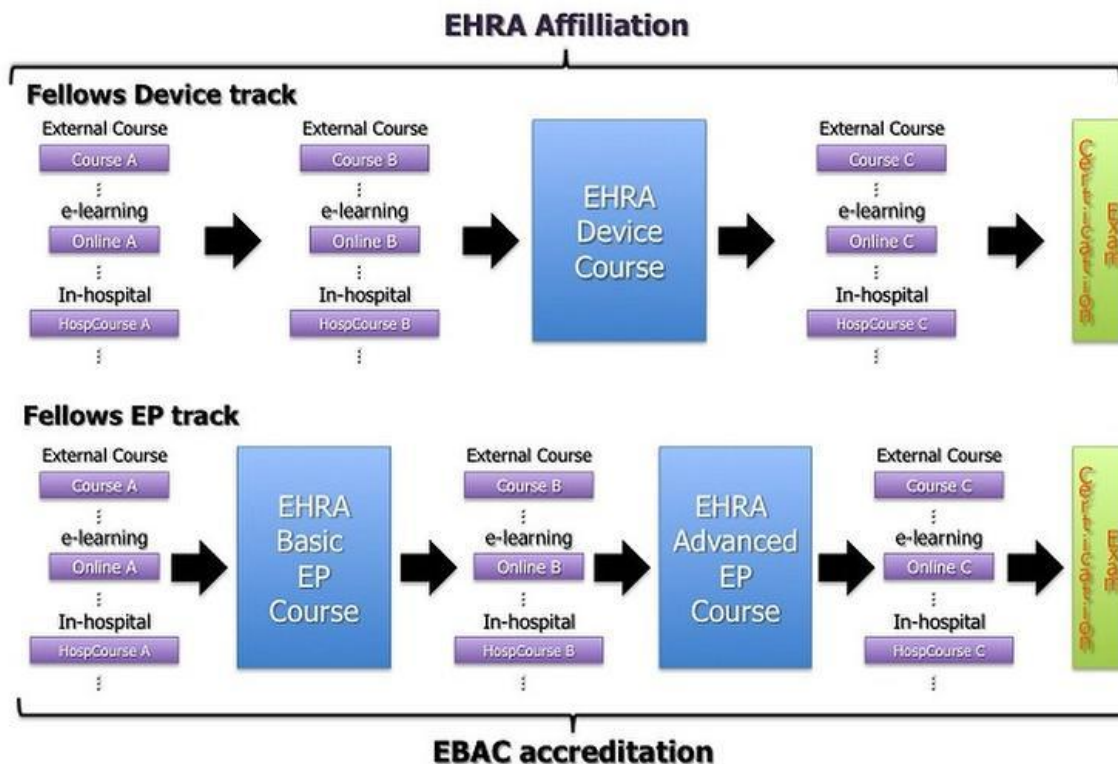 EHRA Affilliation
Fellows Device track
External Course
Course A
e-learning
Online A
In-hospital
HospCourse A
External Course
Course B
e-learning
Online B
In-hospital
HospCourse B
EHRA
Device
Course
External Course
Course C
e-learning
Online C
In-hospital
HospCourse C
Fellows EP track
External Course
Course A
e-learning
Online A
In-hospital
HospCourse A
EHRA
Basic
EP
Course
External Course
Course B
e-learning
Online B
In-hospital
HospCourse B
EHRA
Advanced
EP
Course
External Course
Course C
e-learning
Online C
In-hospital
HospCourse C
EBAC accreditation